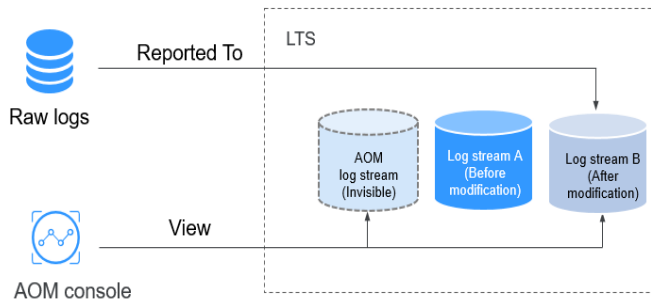 LTS
Reported To
Raw logs
AOM
log stream
(Invisible)
Log stream A
(Before
modification)
Log stream B
(After
modification)
View
AOM console